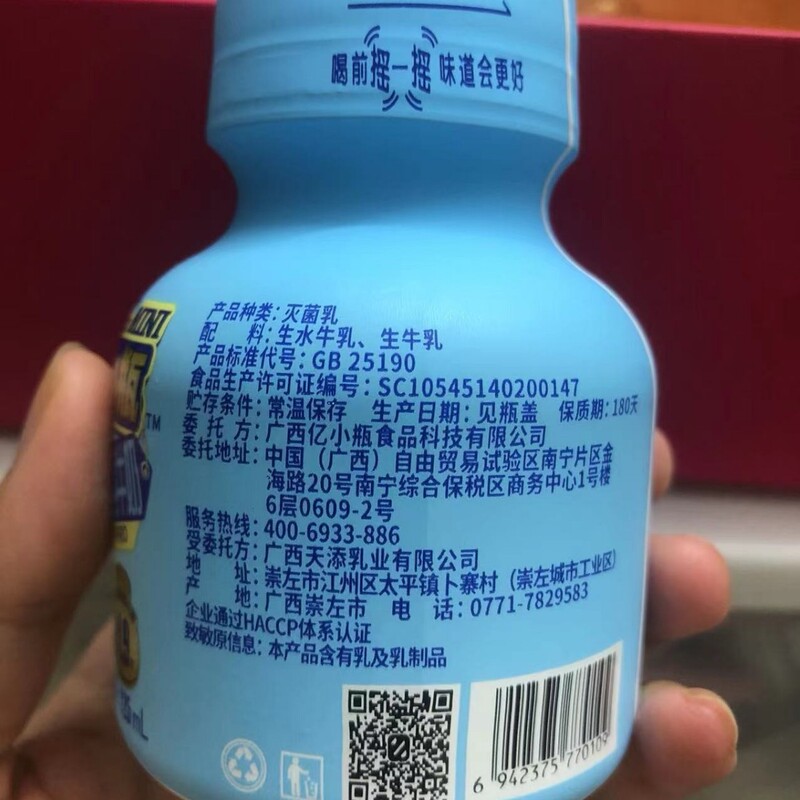 喝前摇一摇 味道会更好
MINI
TM
产品种类: 灭菌乳
配 料: 生水牛乳、生牛乳
产品标准代号: GB 25190
食品生产许可证编号: SC10545140200147
贮存条件: 常温保存 生产日期: 见瓶盖 保质期: 180天
委 托 方: 广西亿小瓶食品科技有限公司
委托地址: 中国（广西）自由贸易试验区南宁片区金
海路20号南宁综合保税区商务中心1号楼
6层0609-2号
服务热线: 400-6933-886
受委托方: 广西天添乳业有限公司
地 址: 崇左市江州区太平镇卜寨村（崇左城市工业区）
产 地: 广西崇左市 电 话: 0771-7829583
企业通过HACCP体系认证
致敏原信息: 本产品含有乳及乳制品
mL
6 942375 770109